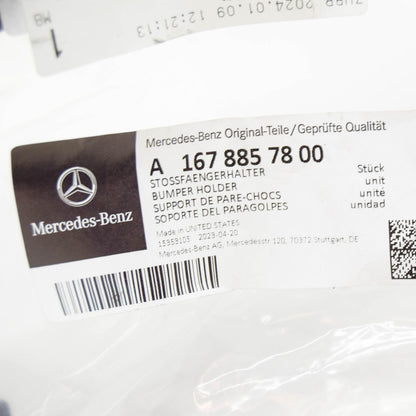 2024.01.09 12:21:13
MB
Mercedes-Benz Original-Teile/Geprüfte Qualität
A 167 885 78 00
STOSSFAENGERHALTER Stück
BUMPER HOLDER unit
SUPPORT DE PARE-CHOCS unité
SOPORTE DEL PARAGOLPES unidad
Mercedes-Benz
Made in UNITED STATES
15359105 2023-04-20
Mercedes-Benz AG, Mercedesstr 120, 70372 Stuttgart, DE